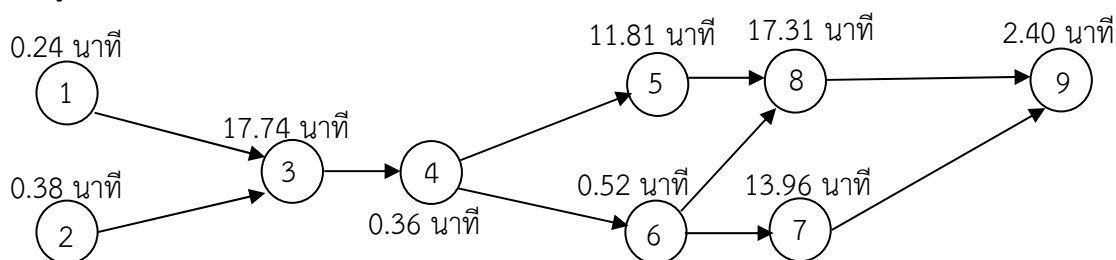 0.24 นาที
1
0.38 นาที
2
17.74 นาที
3
4
0.36 นาที
11.81 นาที
5
0.52 นาที
6
17.31 นาที
8
13.96 นาที
7
2.40 นาที
9